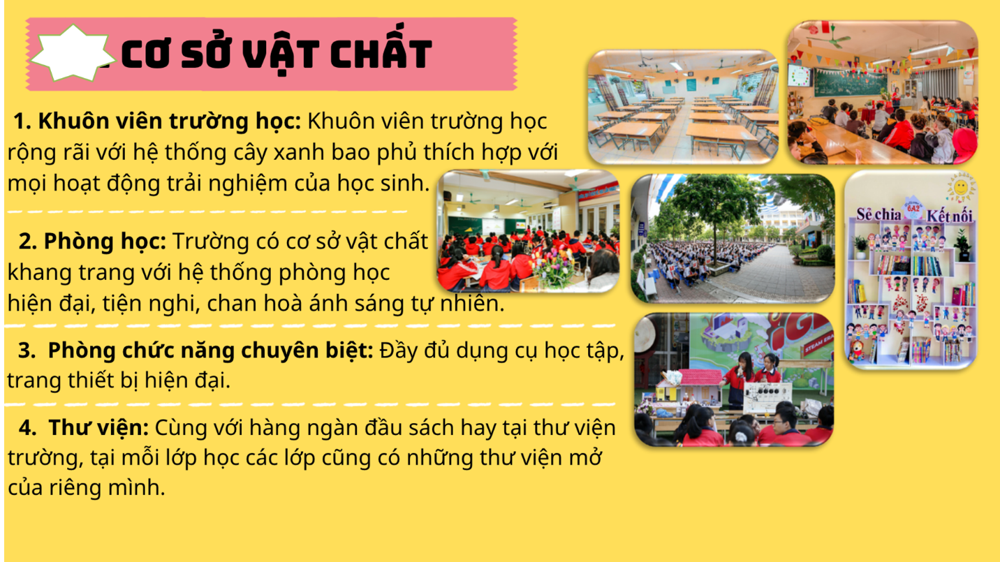 CƠ SỞ VẬT CHẤT
1. Khuôn viên trường học: Khuôn viên trường học
rộng rãi với hệ thống cây xanh bao phủ thích hợp với
mọi hoạt động trải nghiệm của học sinh.
2. Phòng học: Trường có cơ sở vật chất
khang trang với hệ thống phòng học
hiện đại, tiện nghi, chan hoà ánh sáng tự nhiên.
3. Phòng chức năng chuyên biệt: Đầy đủ dụng cụ học tập,
trang thiết bị hiện đại.
4. Thư viện: Cùng với hàng ngàn đầu sách hay tại thư viện
trường, tại mỗi lớp học các lớp cũng có những thư viện mở
của riêng mình.
Sẻ chia 6A2 Kết nối
STEAM